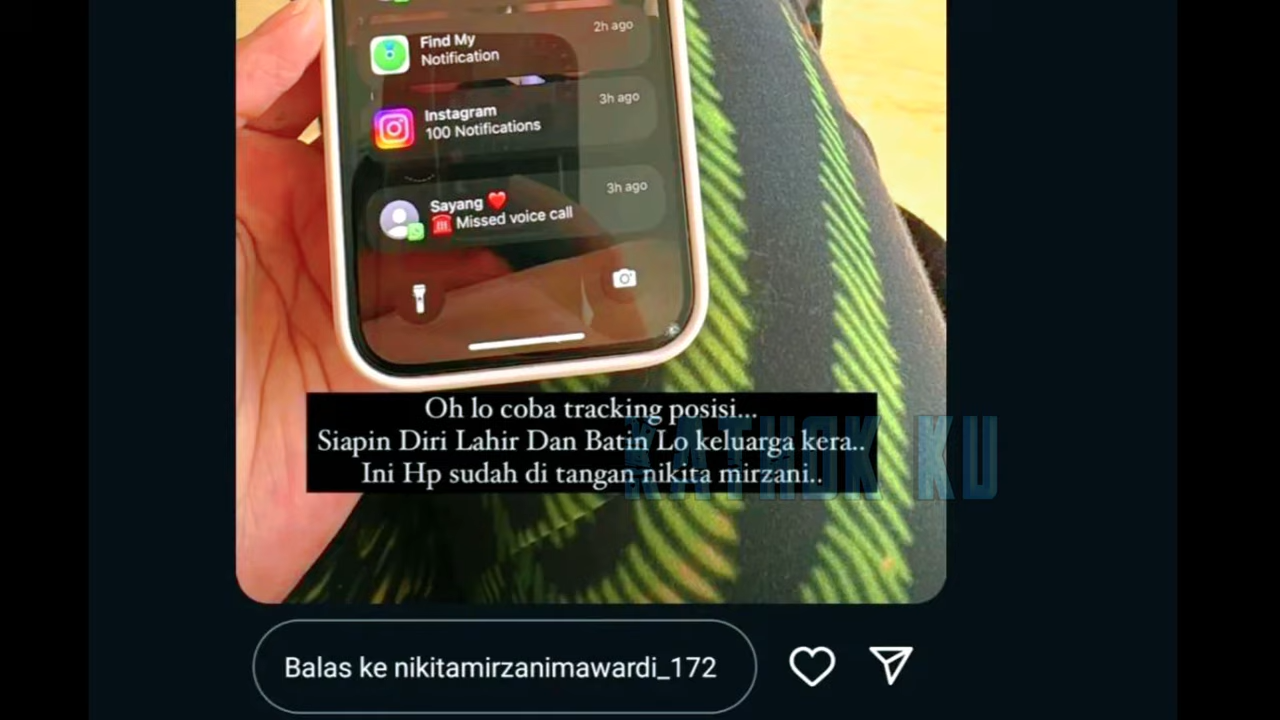 2h ago
Find My
Notification
3h ago
Instagram
100 Notifications
3h ago
Sayang ❤️
☎️ Missed voice call
Oh lo coba tracking posisi...
Siapin Diri Lahir Dan Batin Lo keluarga kera..
Ini Hp sudah di tangan nikita mirzani..
KATHOK KU
Balas ke nikitamirzanimawardi_172